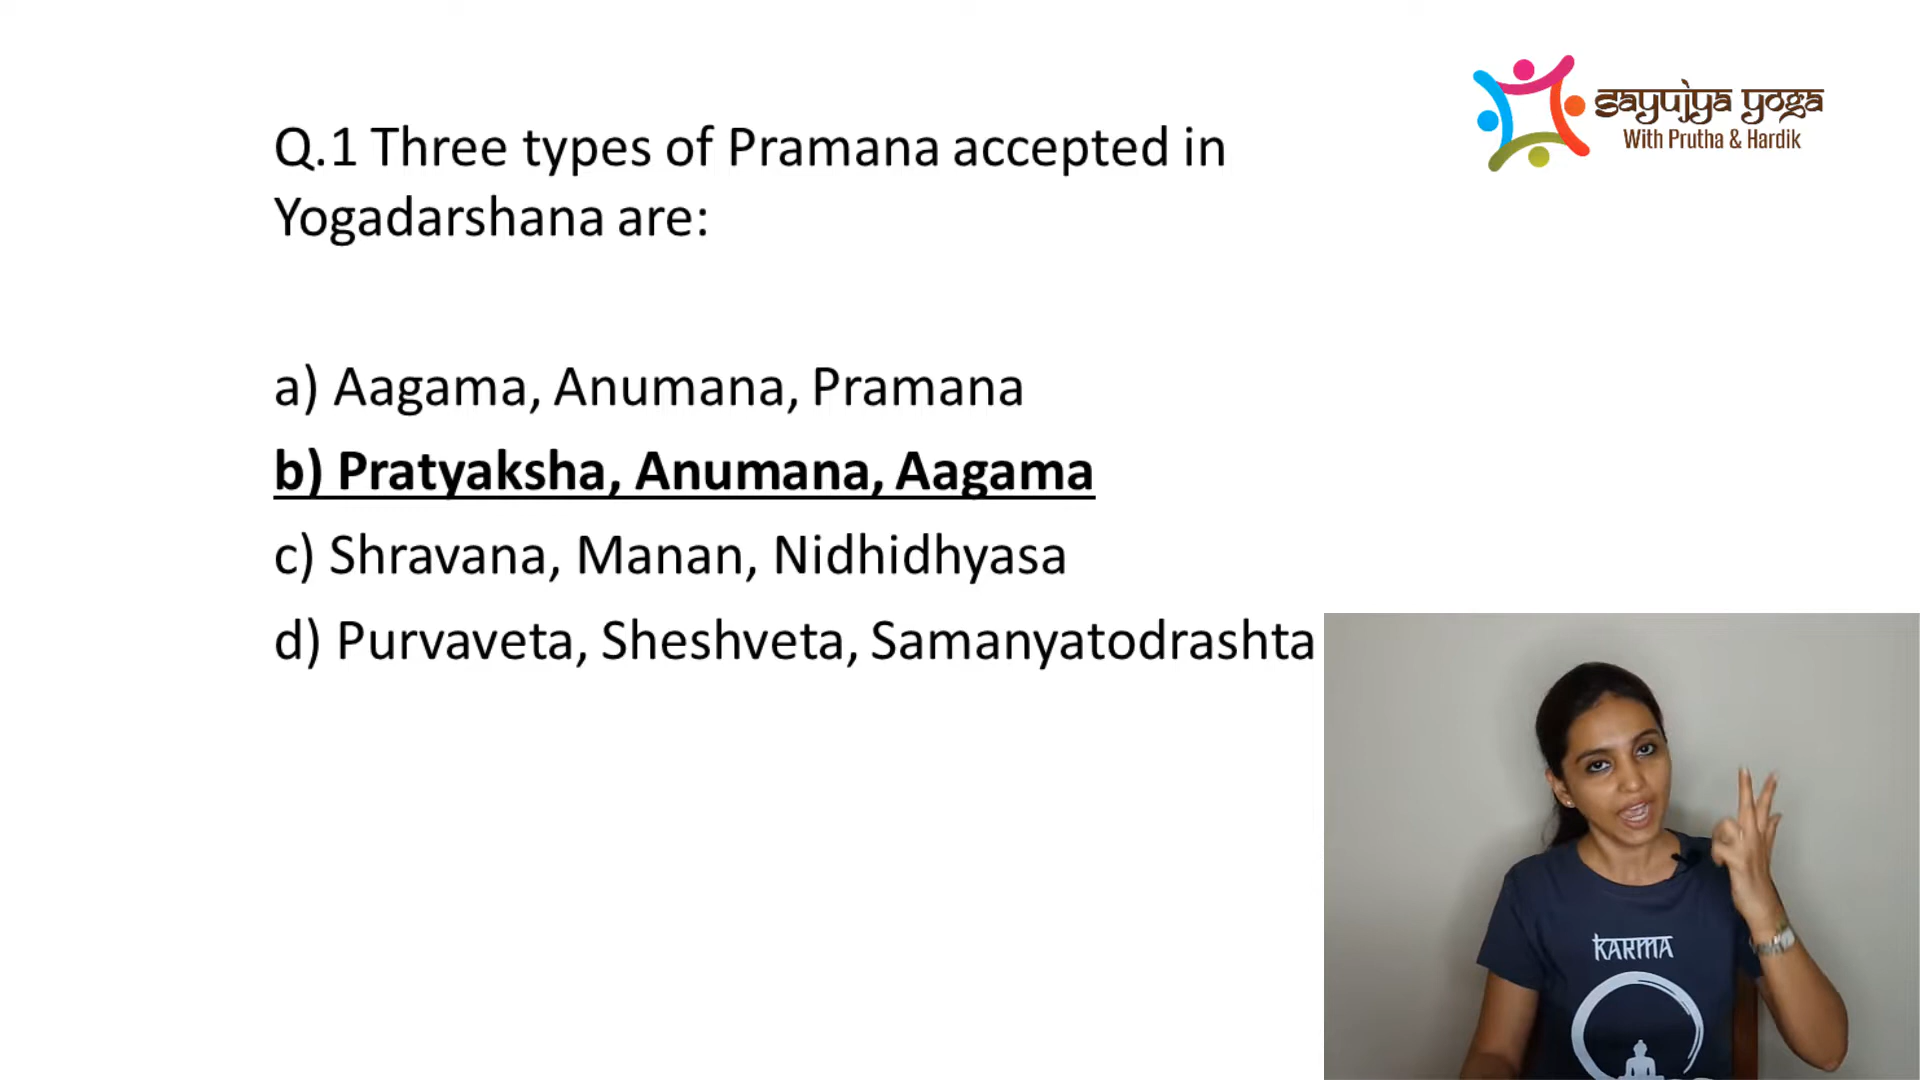 sayujya yoga
With Prutha & Hardik
Q.1 Three types of Pramana accepted in
Yogadarshana are:
a) Aagama, Anumana, Pramana
b) Pratyaksha, Anumana, Aagama
c) Shravana, Manan, Nidhidhyasa
d) Purvaveta, Sheshveta, Samanyatodrashta
KARMA